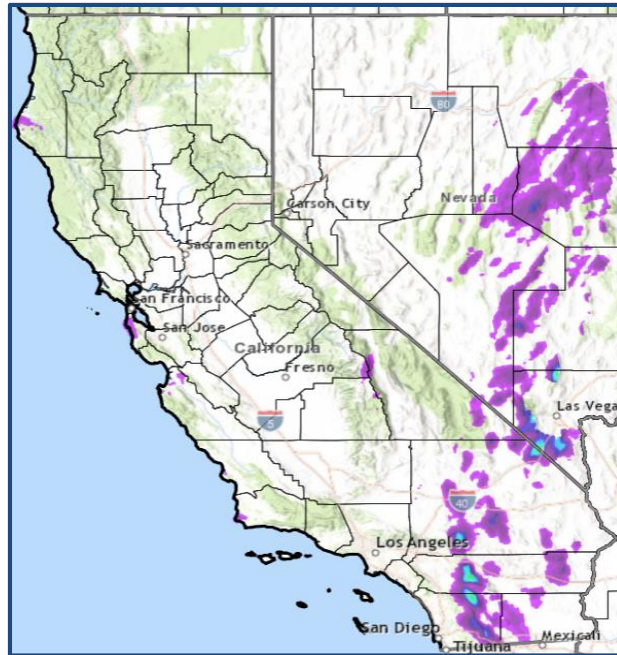 80
Nevada
Carson City
Sacramento
San Francisco
San Jose
California
Fresno
5
Las Vega
40
Los Angeles
San Diego
Tijuana
Mexicali